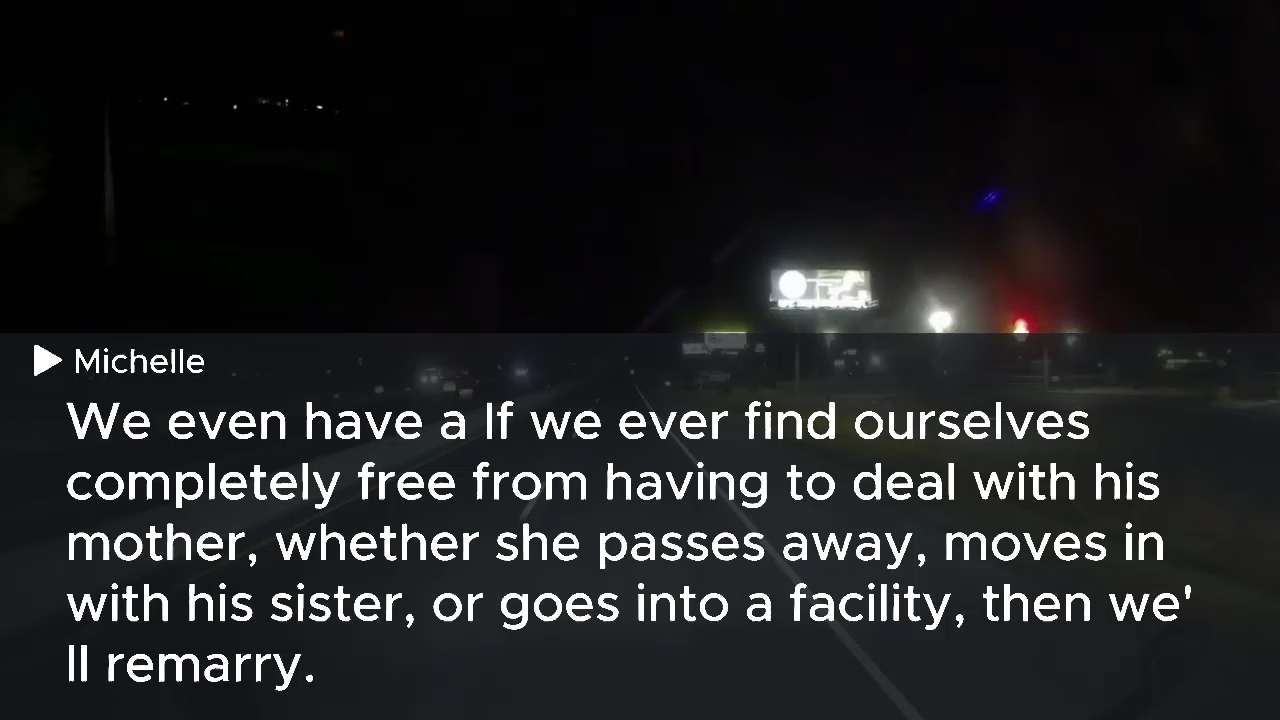 Michelle
We even have a If we ever find ourselves
completely free from having to deal with his
mother, whether she passes away, moves in
with his sister, or goes into a facility, then we'
ll remarry.